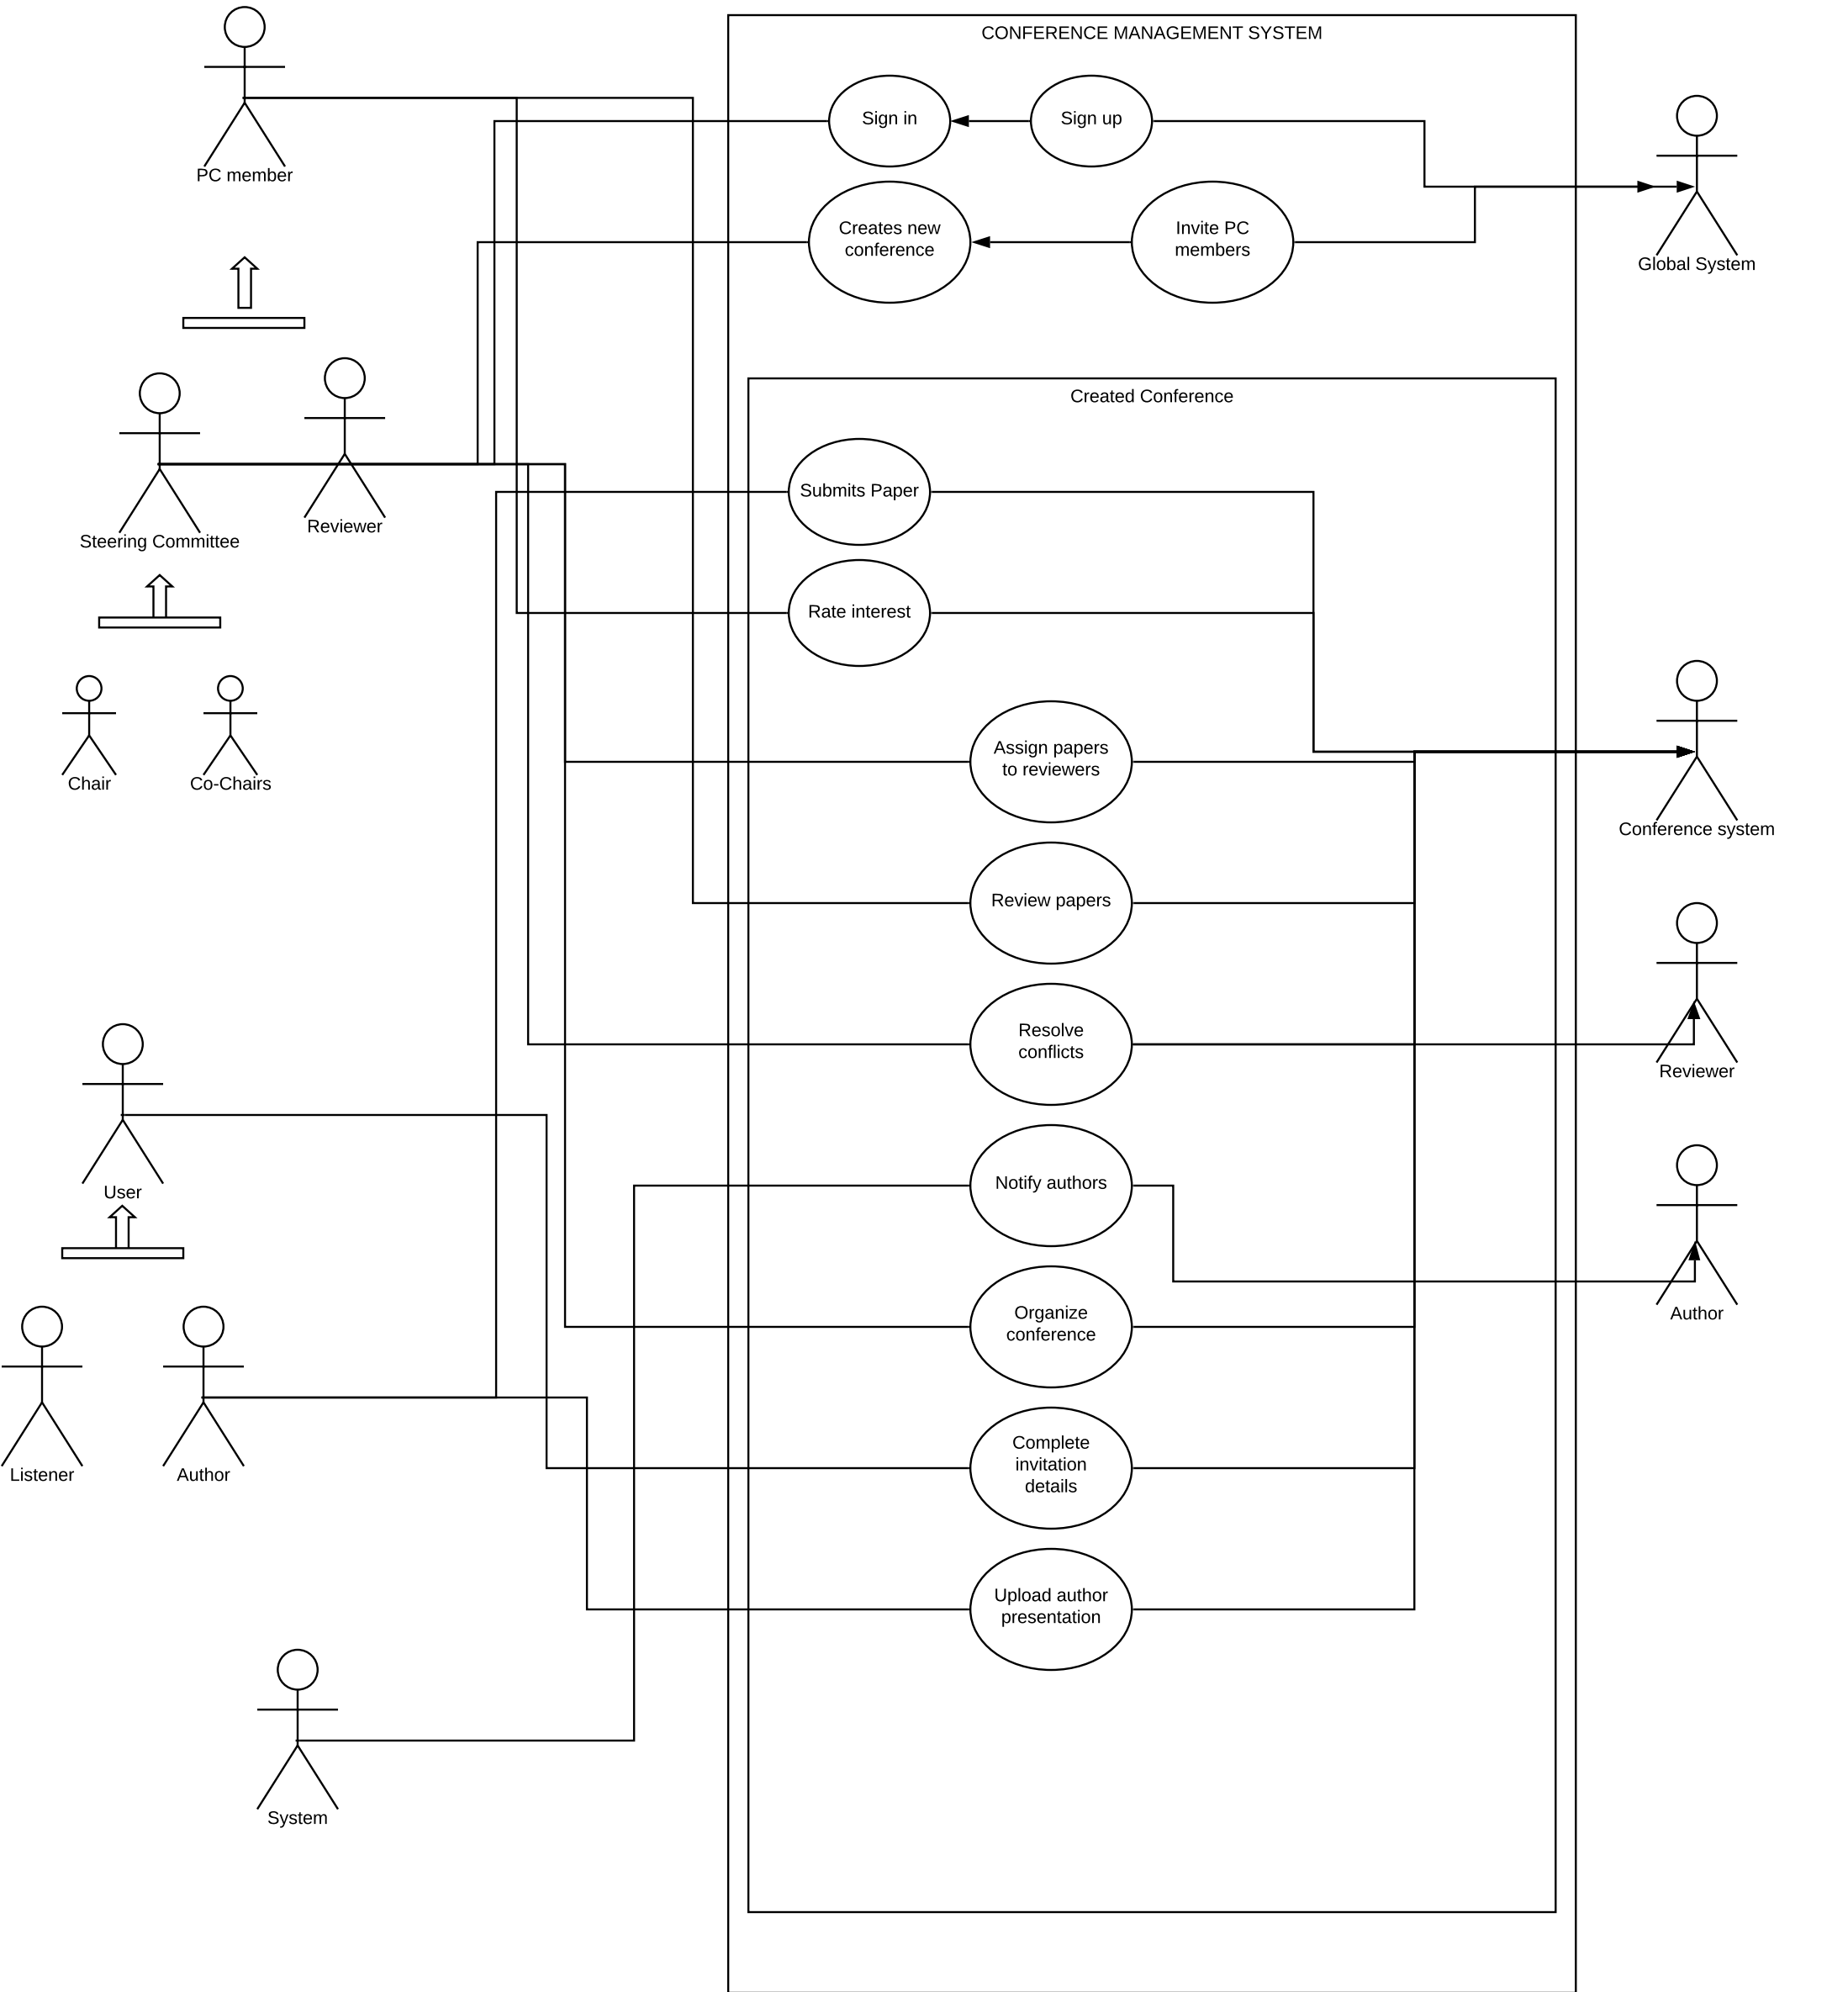 CONFERENCE MANAGEMENT SYSTEM
Sign in
Sign up
PC member
Creates new
conference
Invite PC
members
Global System
Created Conference
Submits Paper
Reviewer
Steering Committee
Rate interest
Assign papers
to reviewers
Chair
Co-Chairs
Conference system
Review papers
Resolve
conflicts
Reviewer
Notify authors
User
Organize
conference
Author
Complete
invitation
details
Listener
Author
Upload author
presentation
System